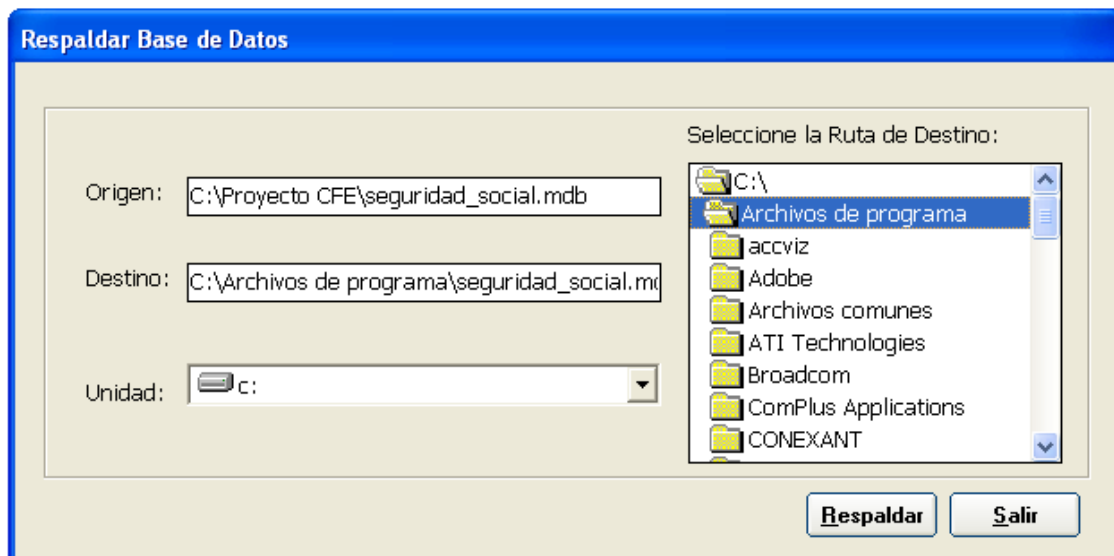 Respaldar Base de Datos
Seleccione la Ruta de Destino:
Origen:
C:\Proyecto CFE\seguridad_social.mdb
Destino:
C:\Archivos de programa\seguridad_social.m
Unidad:
c:
C:\
Archivos de programa
accviz
Adobe
Archivos comunes
ATI Technologies
Broadcom
ComPlus Applications
CONEXANT
Respaldar
Salir